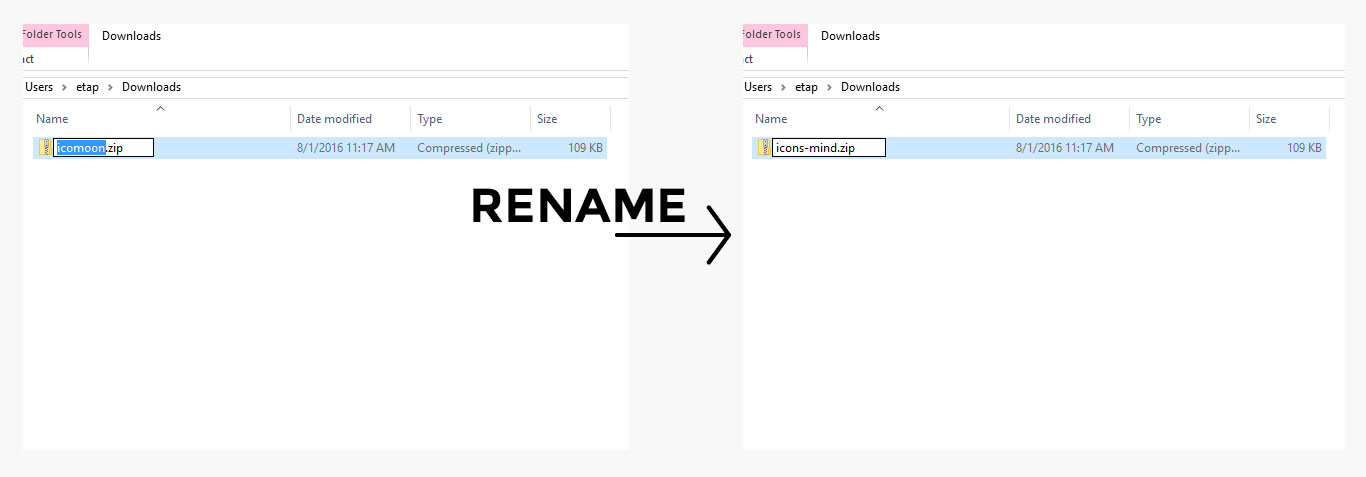 Folder Tools Downloads
act
Users > etap > Downloads
Name Date modified Type Size
icomoon.zip 8/1/2016 11:17 AM Compressed (zipp... 109 KB
RENAME
Folder Tools Downloads
act
Users > etap > Downloads
Name Date modified Type Size
icons-mind.zip 8/1/2016 11:17 AM Compressed (zipp... 109 KB